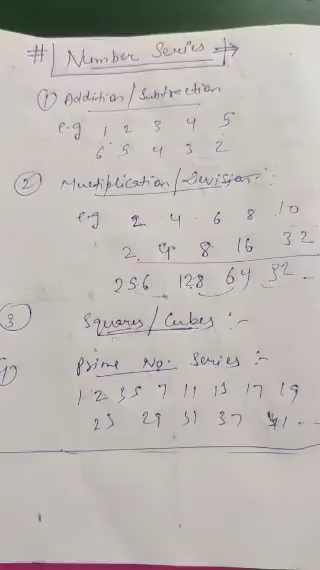 # Number Series →
① Addition/Subtraction
e.g 1 2 3 4 5
6 5 4 3 2
② Multiplication/Devision :-
e.g 2 4 6 8 10
2 4 8 16 32
256 128 64 32 --
③ Squares/Cubes :-
Prime No. Series :-
1 2 3 5 7 11 13 17 19
23 29 31 37 41 --